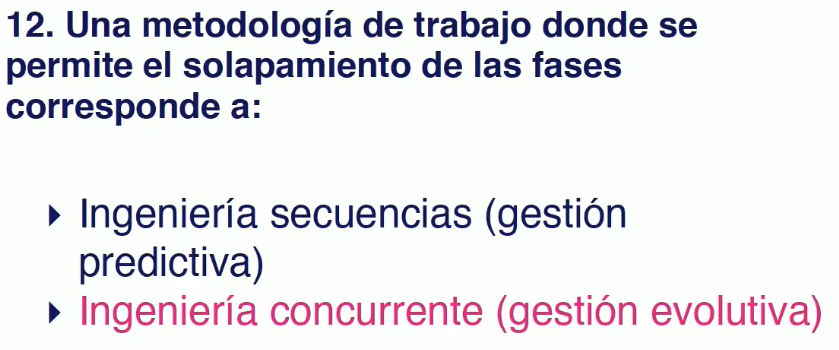 12. Una metodología de trabajo donde se
permite el solapamiento de las fases
corresponde a:
Ingeniería secuencias (gestión
predictiva)
Ingeniería concurrente (gestión evolutiva)